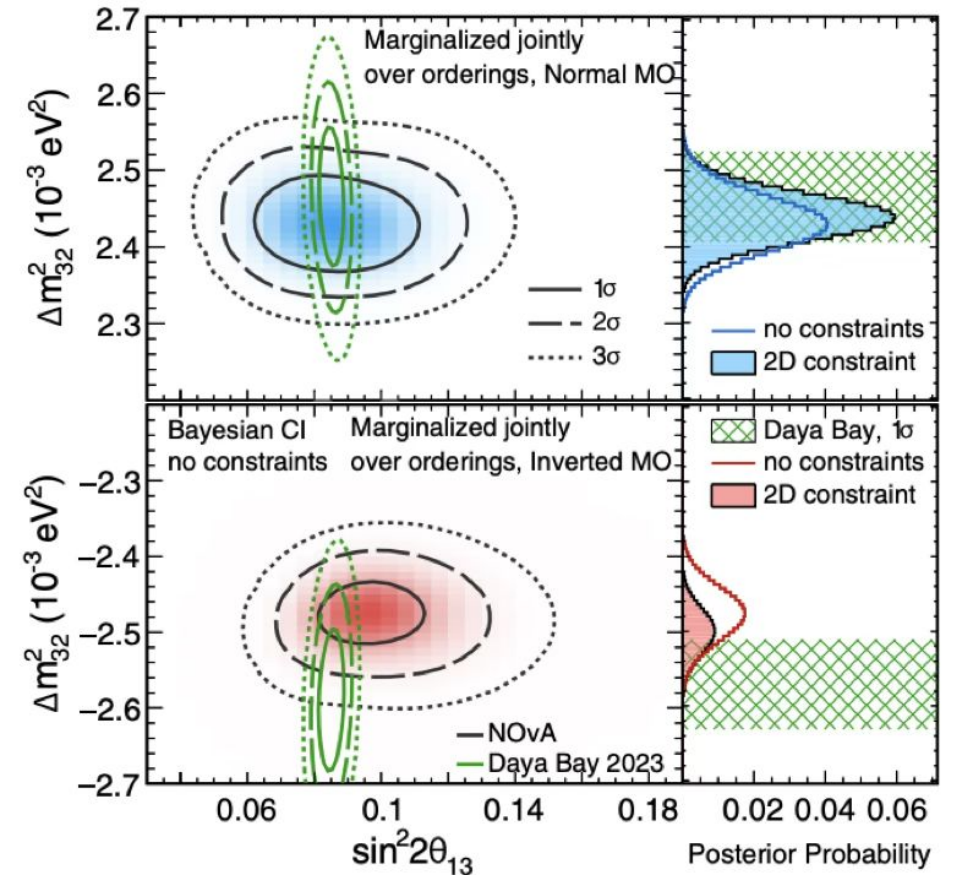 2.7
2.6
2.5
2.4
2.3
Δm²₃₂ (10⁻³ eV²)
Marginalized jointly
over orderings, Normal MO
1σ
2σ
3σ
no constraints
2D constraint
Bayesian CI
no constraints
Marginalized jointly
over orderings, Inverted MO
−2.3
−2.4
−2.5
−2.6
−2.7
Δm²₃₂ (10⁻³ eV²)
NOvA
Daya Bay 2023
Daya Bay, 1σ
no constraints
2D constraint
0.06 0.1 0.14 0.18
sin²2θ₁₃
0.02 0.04 0.06
Posterior Probability